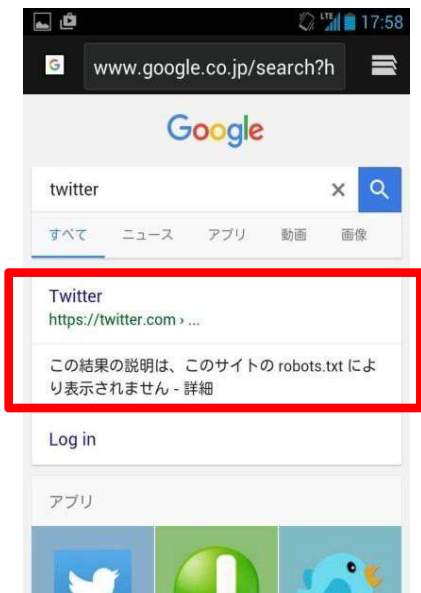 LTE 17:58
G www.google.co.jp/search?h
Google
twitter ×
すべて ニュース アプリ 動画 画像
Twitter
https://twitter.com › ...
この結果の説明は、このサイトの robots.txt によ
り表示されません - 詳細
Log in
アプリ